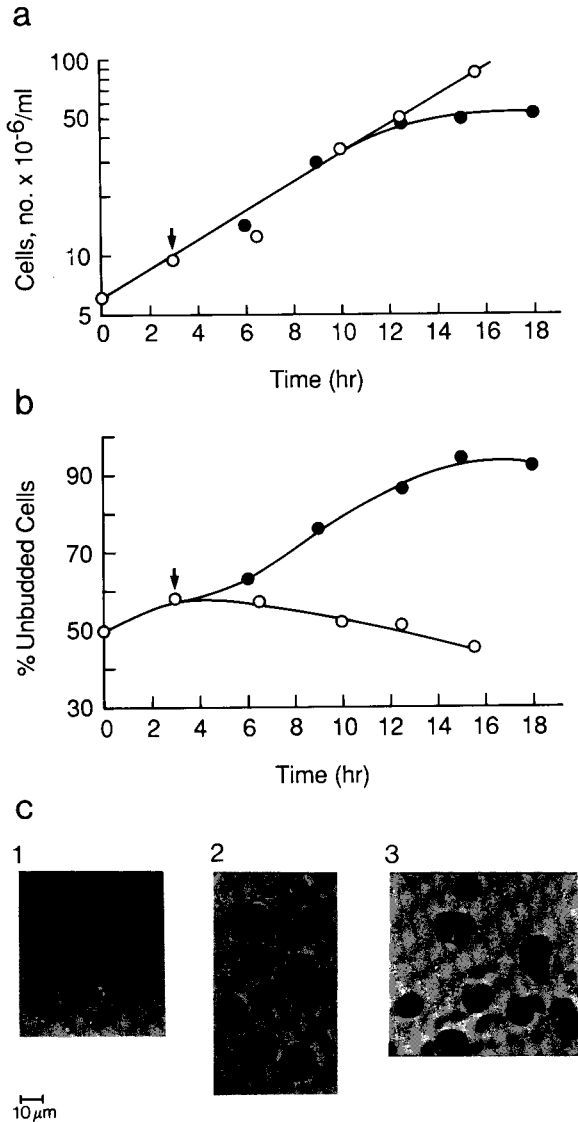 a
Cells, no. x 10⁻⁶/ml
100
50
10
5
0 2 4 6 8 10 12 14 16 18
Time (hr)
b
% Unbudded Cells
90
70
50
30
0 2 4 6 8 10 12 14 16 18
Time (hr)
c
1 2 3
10 μm